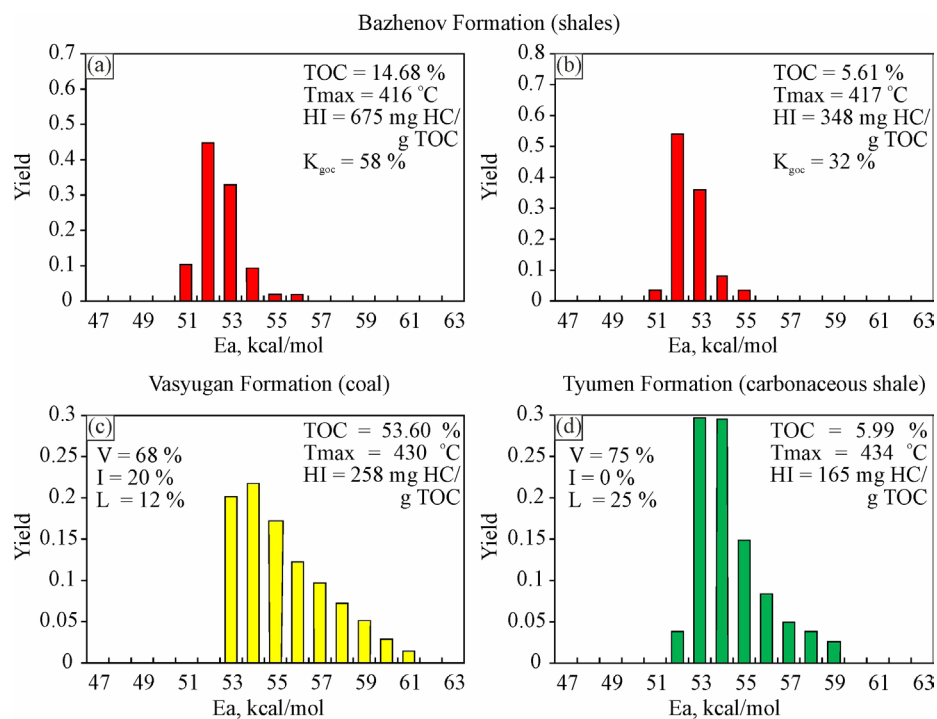 Bazhenov Formation (shales)
(a)
TOC = 14.68 %
Tmax = 416 °C
HI = 675 mg HC/
g TOC
K_goc = 58 %
Yield
0.7
0.6
0.5
0.4
0.3
0.2
0.1
0
47 49 51 53 55 57 59 61 63
Ea, kcal/mol
(b)
TOC = 5.61 %
Tmax = 417 °C
HI = 348 mg HC/
g TOC
K_goc = 32 %
Yield
0.8
0.7
0.6
0.5
0.4
0.3
0.2
0.1
0
47 49 51 53 55 57 59 61 63
Ea, kcal/mol
Vasyugan Formation (coal)
(c)
V = 68 %
I = 20 %
L = 12 %
TOC = 53.60 %
Tmax = 430 °C
HI = 258 mg HC/
g TOC
Yield
0.3
0.25
0.2
0.15
0.1
0.05
0
47 49 51 53 55 57 59 61 63
Ea, kcal/mol
Tyumen Formation (carbonaceous shale)
(d)
V = 75 %
I = 0 %
L = 25 %
TOC = 5.99 %
Tmax = 434 °C
HI = 165 mg HC/
g TOC
Yield
0.3
0.25
0.2
0.15
0.1
0.05
0
47 49 51 53 55 57 59 61 63
Ea, kcal/mol